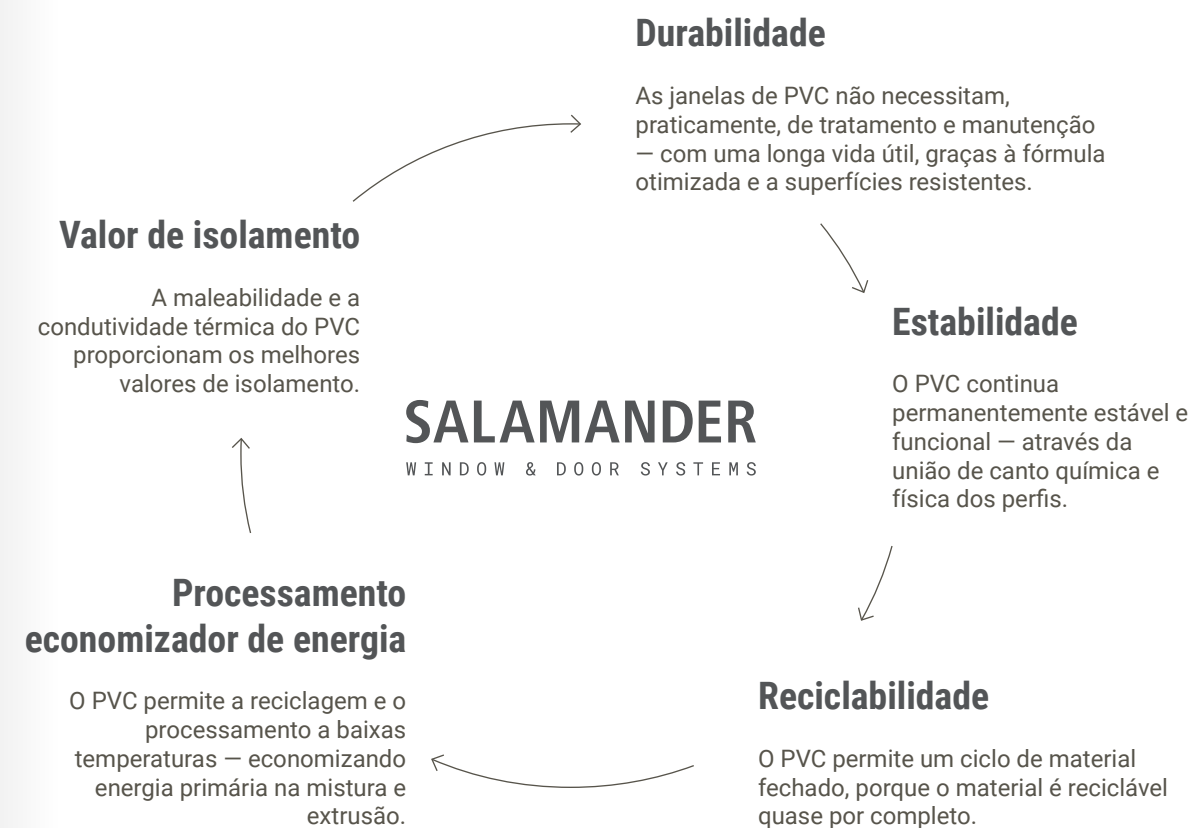 Durabilidade
As janelas de PVC não necessitam,
praticamente, de tratamento e manutenção
— com uma longa vida útil, graças à fórmula
otimizada e a superfícies resistentes.
Valor de isolamento
A maleabilidade e a
condutividade térmica do PVC
proporcionam os melhores
valores de isolamento.
Estabilidade
O PVC continua
permanentemente estável e
funcional — através da
união de canto química e
física dos perfis.
SALAMANDER
WINDOW & DOOR SYSTEMS
Processamento
economizador de energia
O PVC permite a reciclagem e o
processamento a baixas
temperaturas — economizando
energia primária na mistura e
extrusão.
Reciclabilidade
O PVC permite um ciclo de material
fechado, porque o material é reciclável
quase por completo.